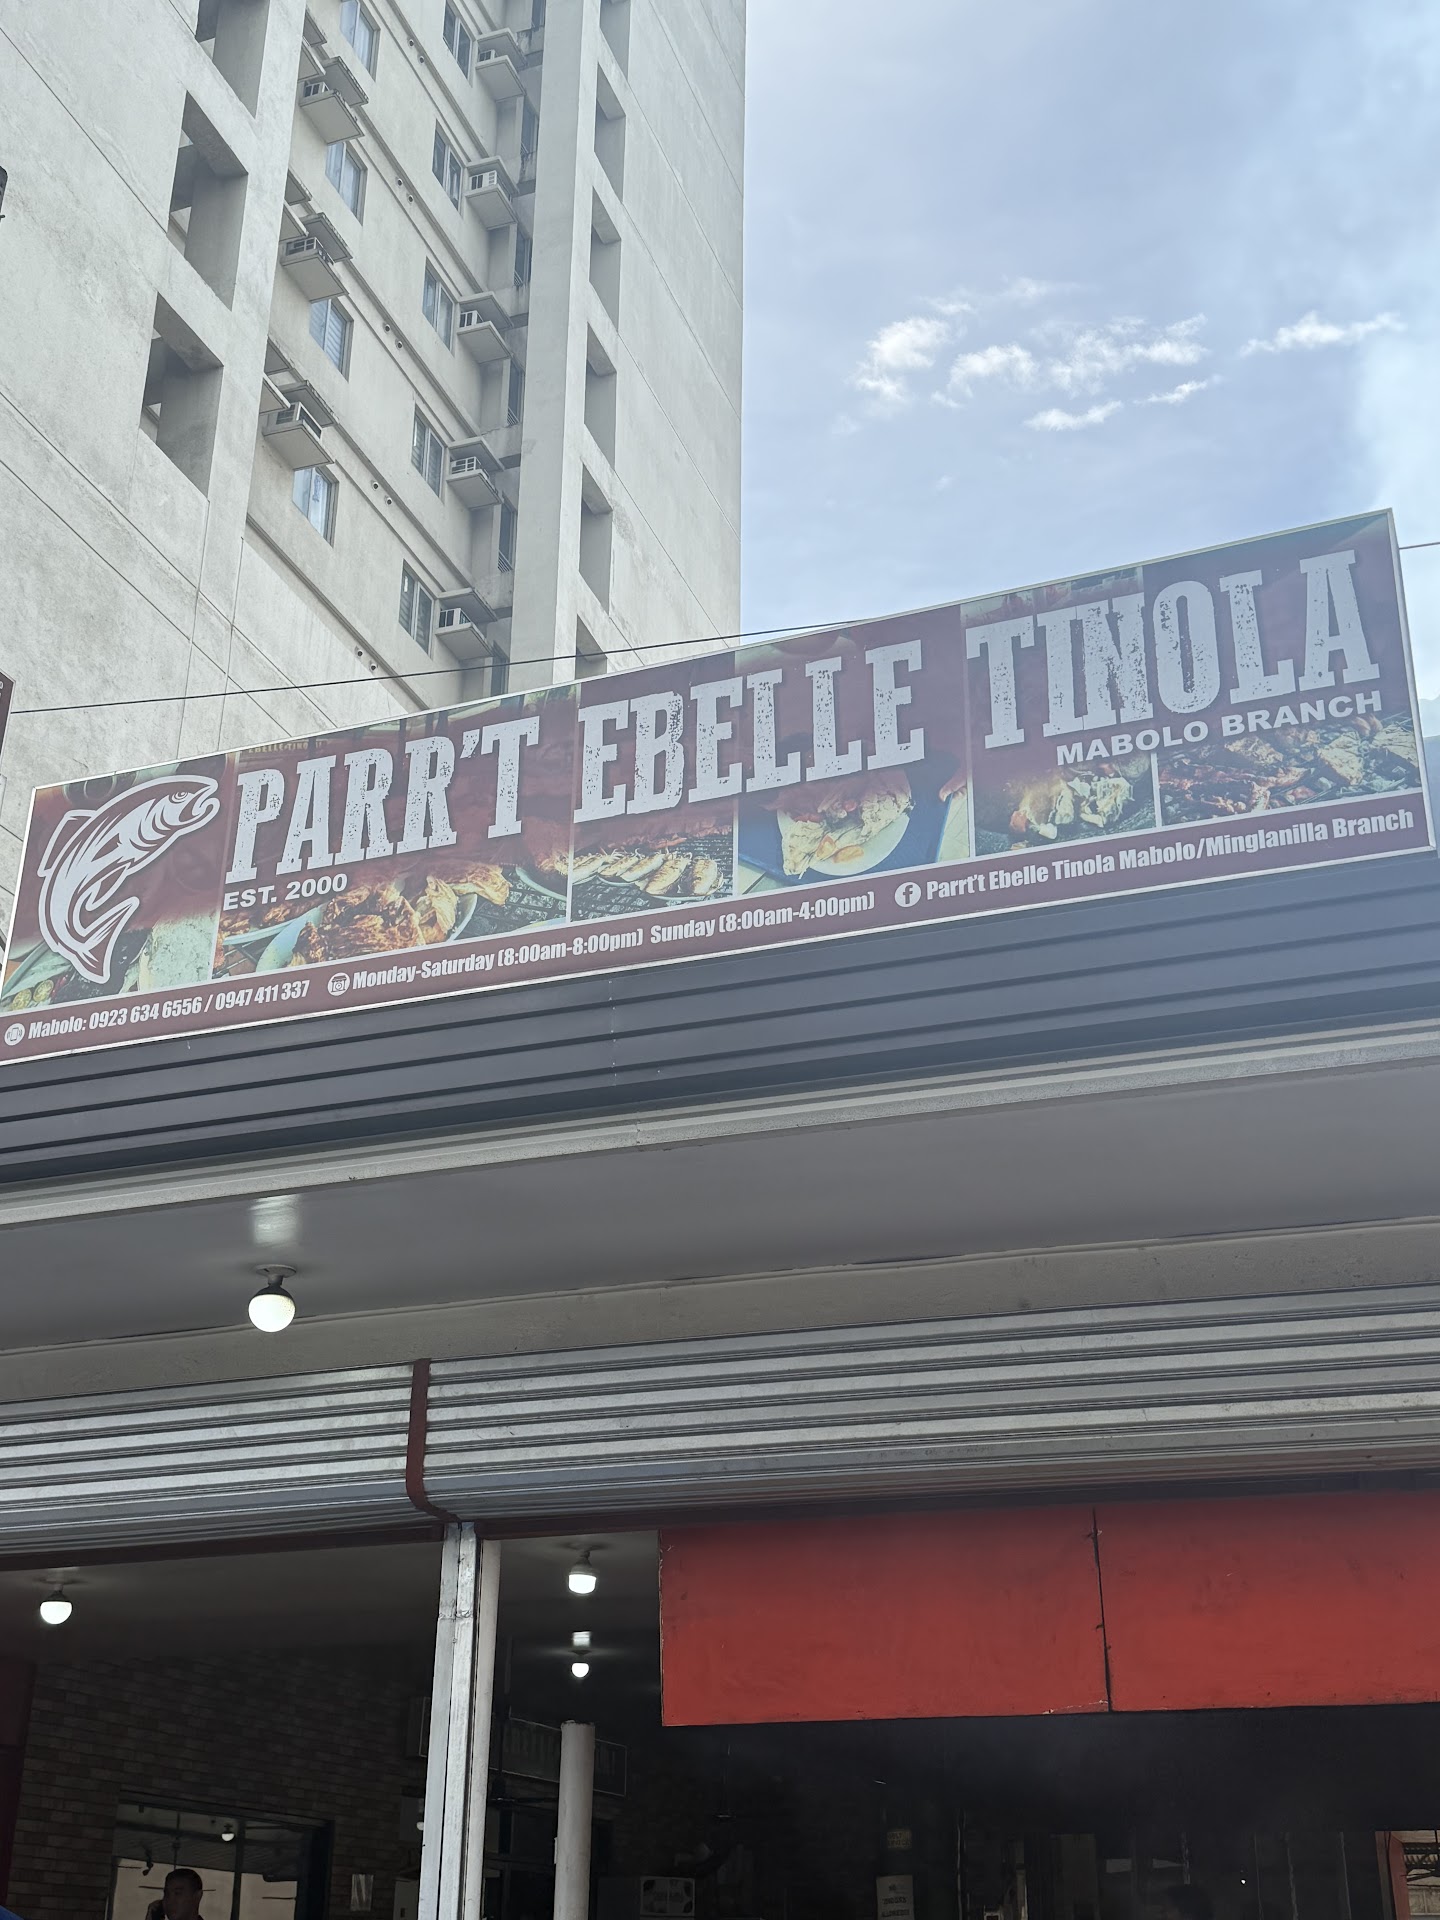 PARR'T EBELLE TINOLA
EST. 2000
MABOLO BRANCH
Mabolo: 0923 634 6556 / 0947 411 337 Monday-Saturday (8:00am-8:00pm) Sunday (8:00am-4:00pm) Parrt't Ebelle Tinola Mabolo/Minglanilla Branch